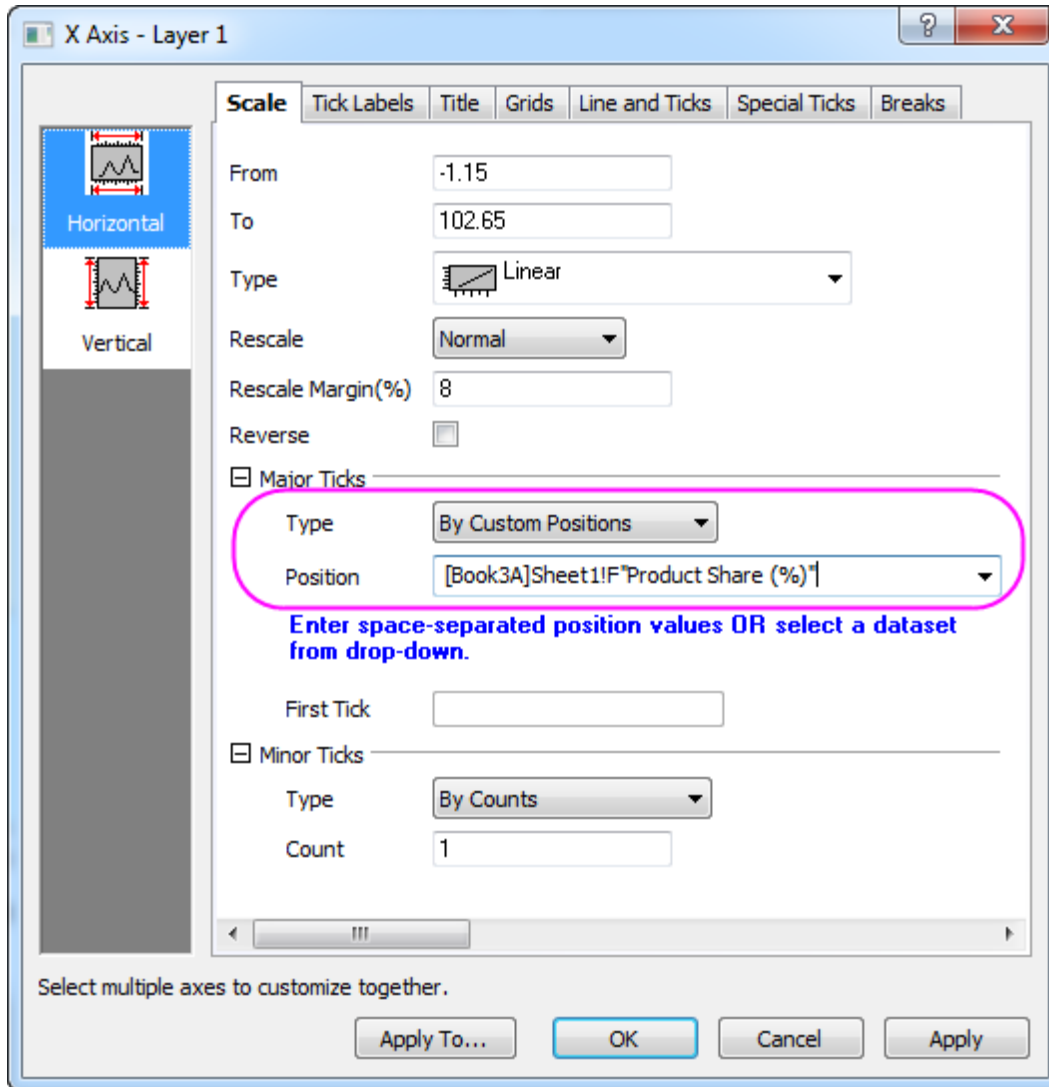 X Axis - Layer 1
Scale Tick Labels Title Grids Line and Ticks Special Ticks Breaks
Horizontal
Vertical
From -1.15
To 102.65
Type Linear
Rescale Normal
Rescale Margin(%) 8
Reverse
Major Ticks
Type By Custom Positions
Position [Book3A]Sheet1!F"Product Share (%)"
Enter space-separated position values OR select a dataset
from drop-down.
First Tick
Minor Ticks
Type By Counts
Count 1
Select multiple axes to customize together.
Apply To... OK Cancel Apply